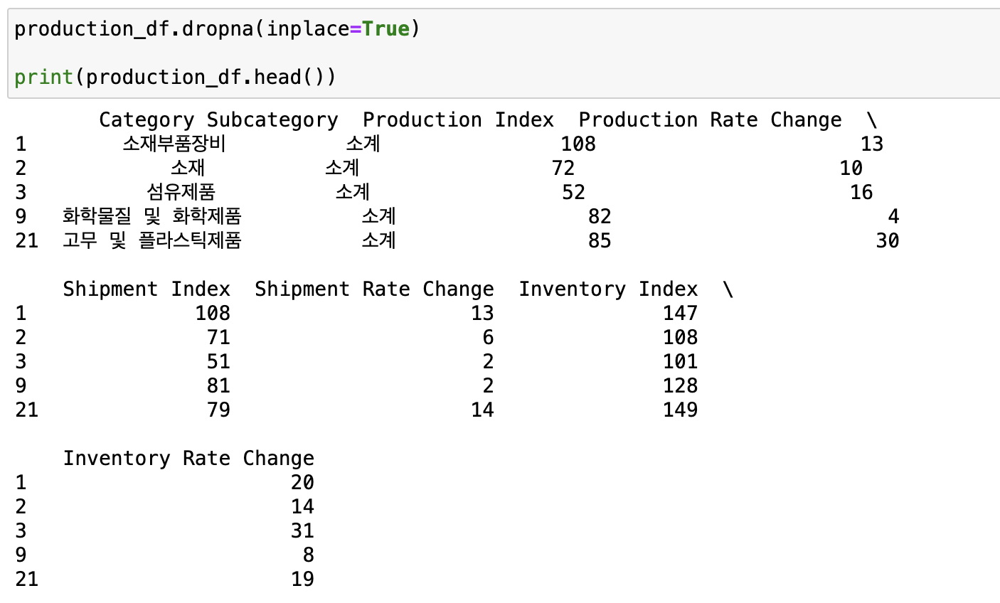 production_df.dropna(inplace=True)
print(production_df.head())
Category Subcategory  Production Index  Production Rate Change  \
1 소재부품장비 소계 108 13
2 소재 소계 72 10
3 섬유제품 소계 52 16
9 화학물질 및 화학제품 소계 82 4
21 고무 및 플라스틱제품 소계 85 30
Shipment Index  Shipment Rate Change  Inventory Index  \
1 108 13 147
2 71 6 108
3 51 2 101
9 81 2 128
21 79 14 149
Inventory Rate Change
1 20
2 14
3 31
9 8
21 19